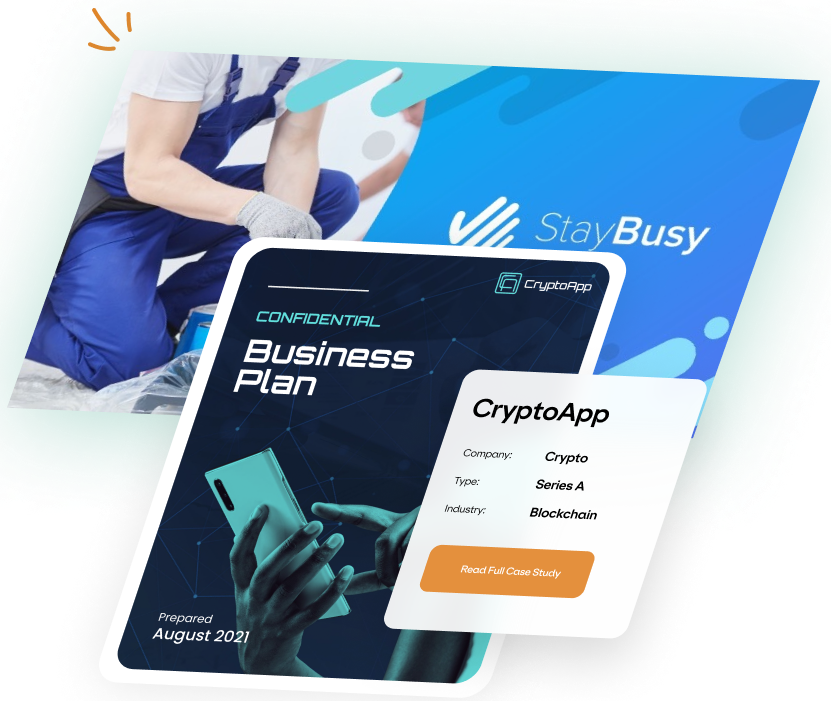 StayBusy
CryptoApp
CONFIDENTIAL
Business
Plan
CryptoApp
Company: Crypto
Type: Series A
Industry: Blockchain
Read Full Case Study
Prepared
August 2021